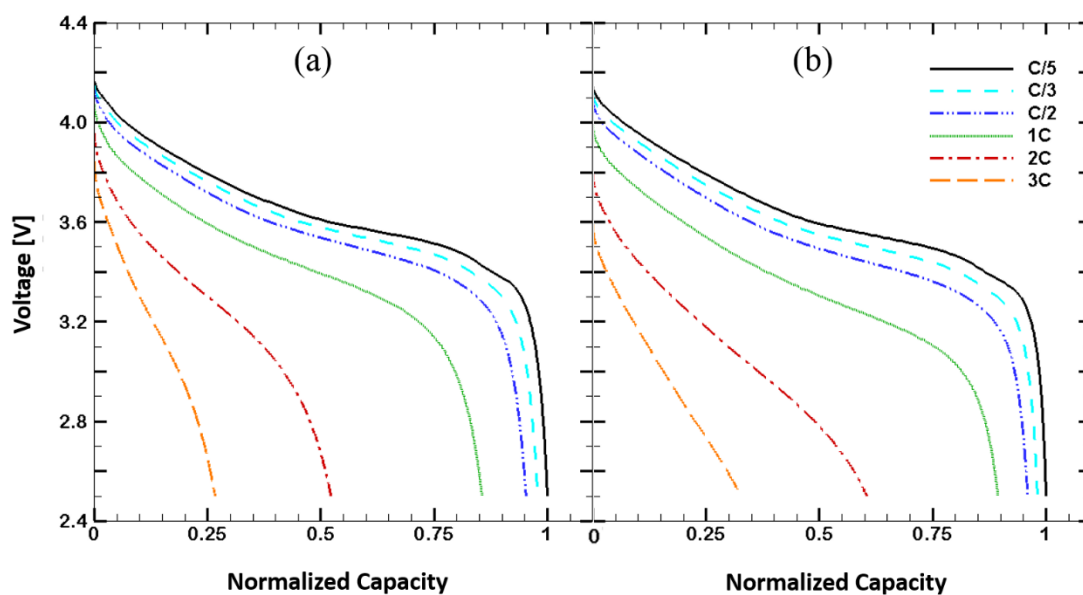 4.4
(a)
(b)
C/5
C/3
C/2
1C
2C
3C
4.0
3.6
3.2
2.8
2.4
Voltage [V]
0
0.25
0.5
0.75
1
0
0.25
0.5
0.75
1
Normalized Capacity
Normalized Capacity